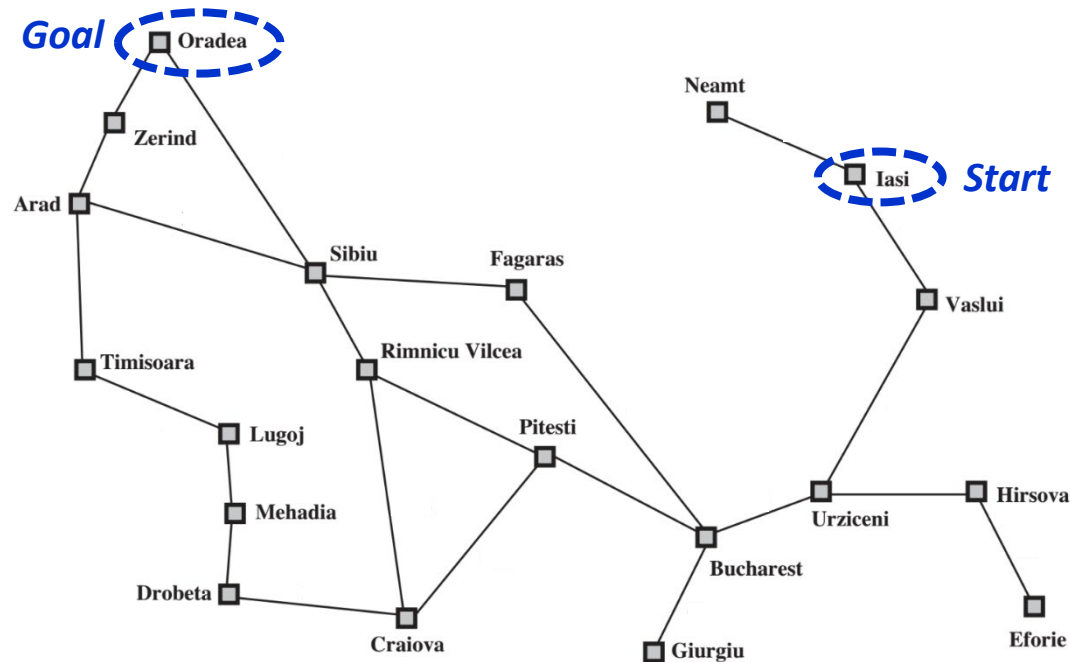 Goal
Oradea
Neamt
Zerind
Iasi
Start
Arad
Sibiu
Fagaras
Vaslui
Timisoara
Rimnicu Vilcea
Lugoj
Pitesti
Mehadia
Hirsova
Urziceni
Bucharest
Drobeta
Craiova
Giurgiu
Eforie